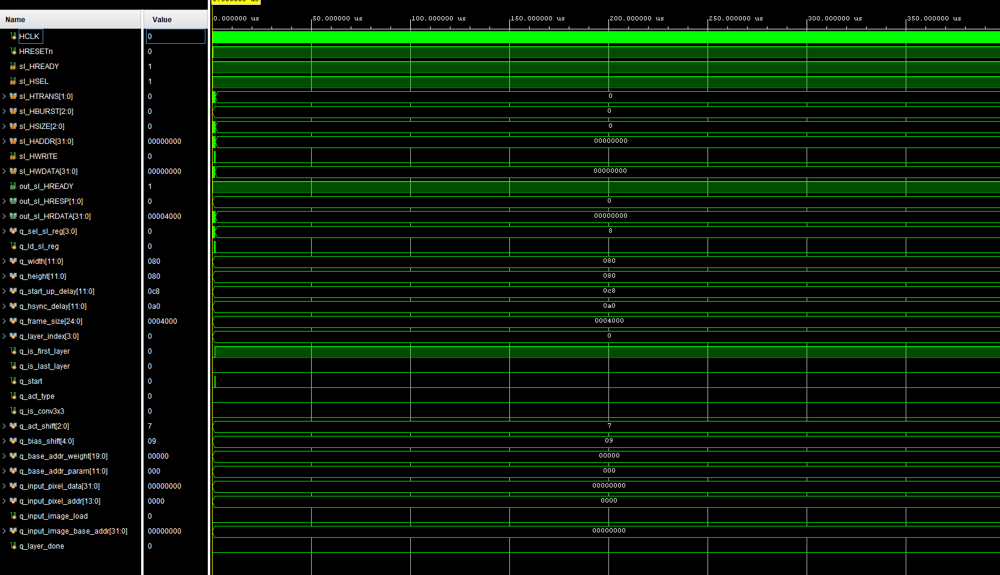 Name Value 0.000000 us 50.000000 us 100.000000 us 150.000000 us 200.000000 us 250.000000 us 300.000000 us 350.000000 us
HCLK 0
HRESETn 0
sl_HREADY 1
sl_HSEL 1
sl_HTRANS[1:0] 0 0
sl_HBURST[2:0] 0 0
sl_HSIZE[2:0] 0 0
sl_HADDR[31:0] 00000000 00000000
sl_HWRITE 0
sl_HWDATA[31:0] 00000000 00000000
out_sl_HREADY 1
out_sl_HRESP[1:0] 0 0
out_sl_HRDATA[31:0] 00004000 00000000
q_sel_sl_reg[3:0] 0 8
q_ld_sl_reg 0
q_width[11:0] 080 080
q_height[11:0] 080 080
q_start_up_delay[11:0] 0c8 0c8
q_hsync_delay[11:0] 0a0 0a0
q_frame_size[24:0] 0004000 0004000
q_layer_index[3:0] 0 0
q_is_first_layer 0
q_is_last_layer 0
q_start 0
q_act_type 0
q_is_conv3x3 0
q_act_shift[2:0] 7 7
q_bias_shift[4:0] 09 09
q_base_addr_weight[19:0] 00000 00000
q_base_addr_param[11:0] 000 000
q_input_pixel_data[31:0] 00000000 00000000
q_input_pixel_addr[13:0] 0000 0000
q_input_image_load 0
q_input_image_base_addr[31:0] 00000000 00000000
q_layer_done 0